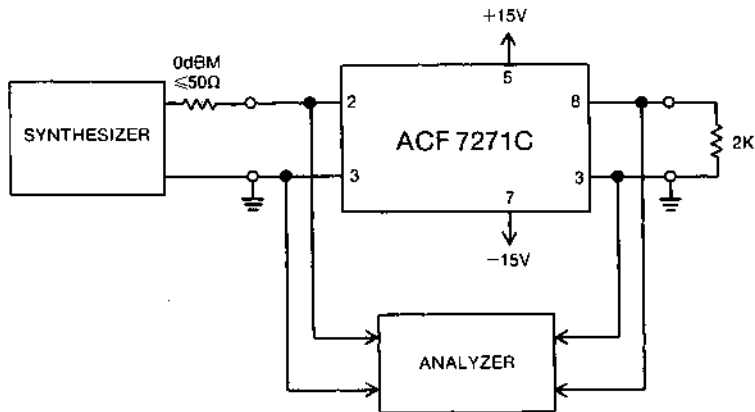 +15V
0dBM
≤50Ω
5
2
8
SYNTHESIZER
ACF 7271C
2K
3
3
7
−15V
ANALYZER